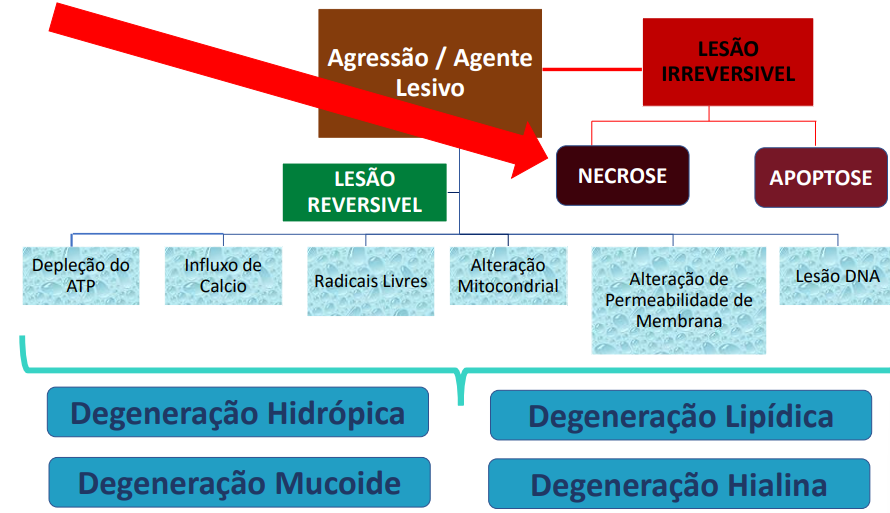 Agressão / Agente
Lesivo
LESÃO
IRREVERSIVEL
NECROSE
APOPTOSE
LESÃO
REVERSIVEL
Depleção do
ATP
Influxo de
Calcio
Radicais Livres
Alteração
Mitocondrial
Alteração de
Permeabilidade de
Membrana
Lesão DNA
Degeneração Hidrópica
Degeneração Lipídica
Degeneração Mucoide
Degeneração Hialina